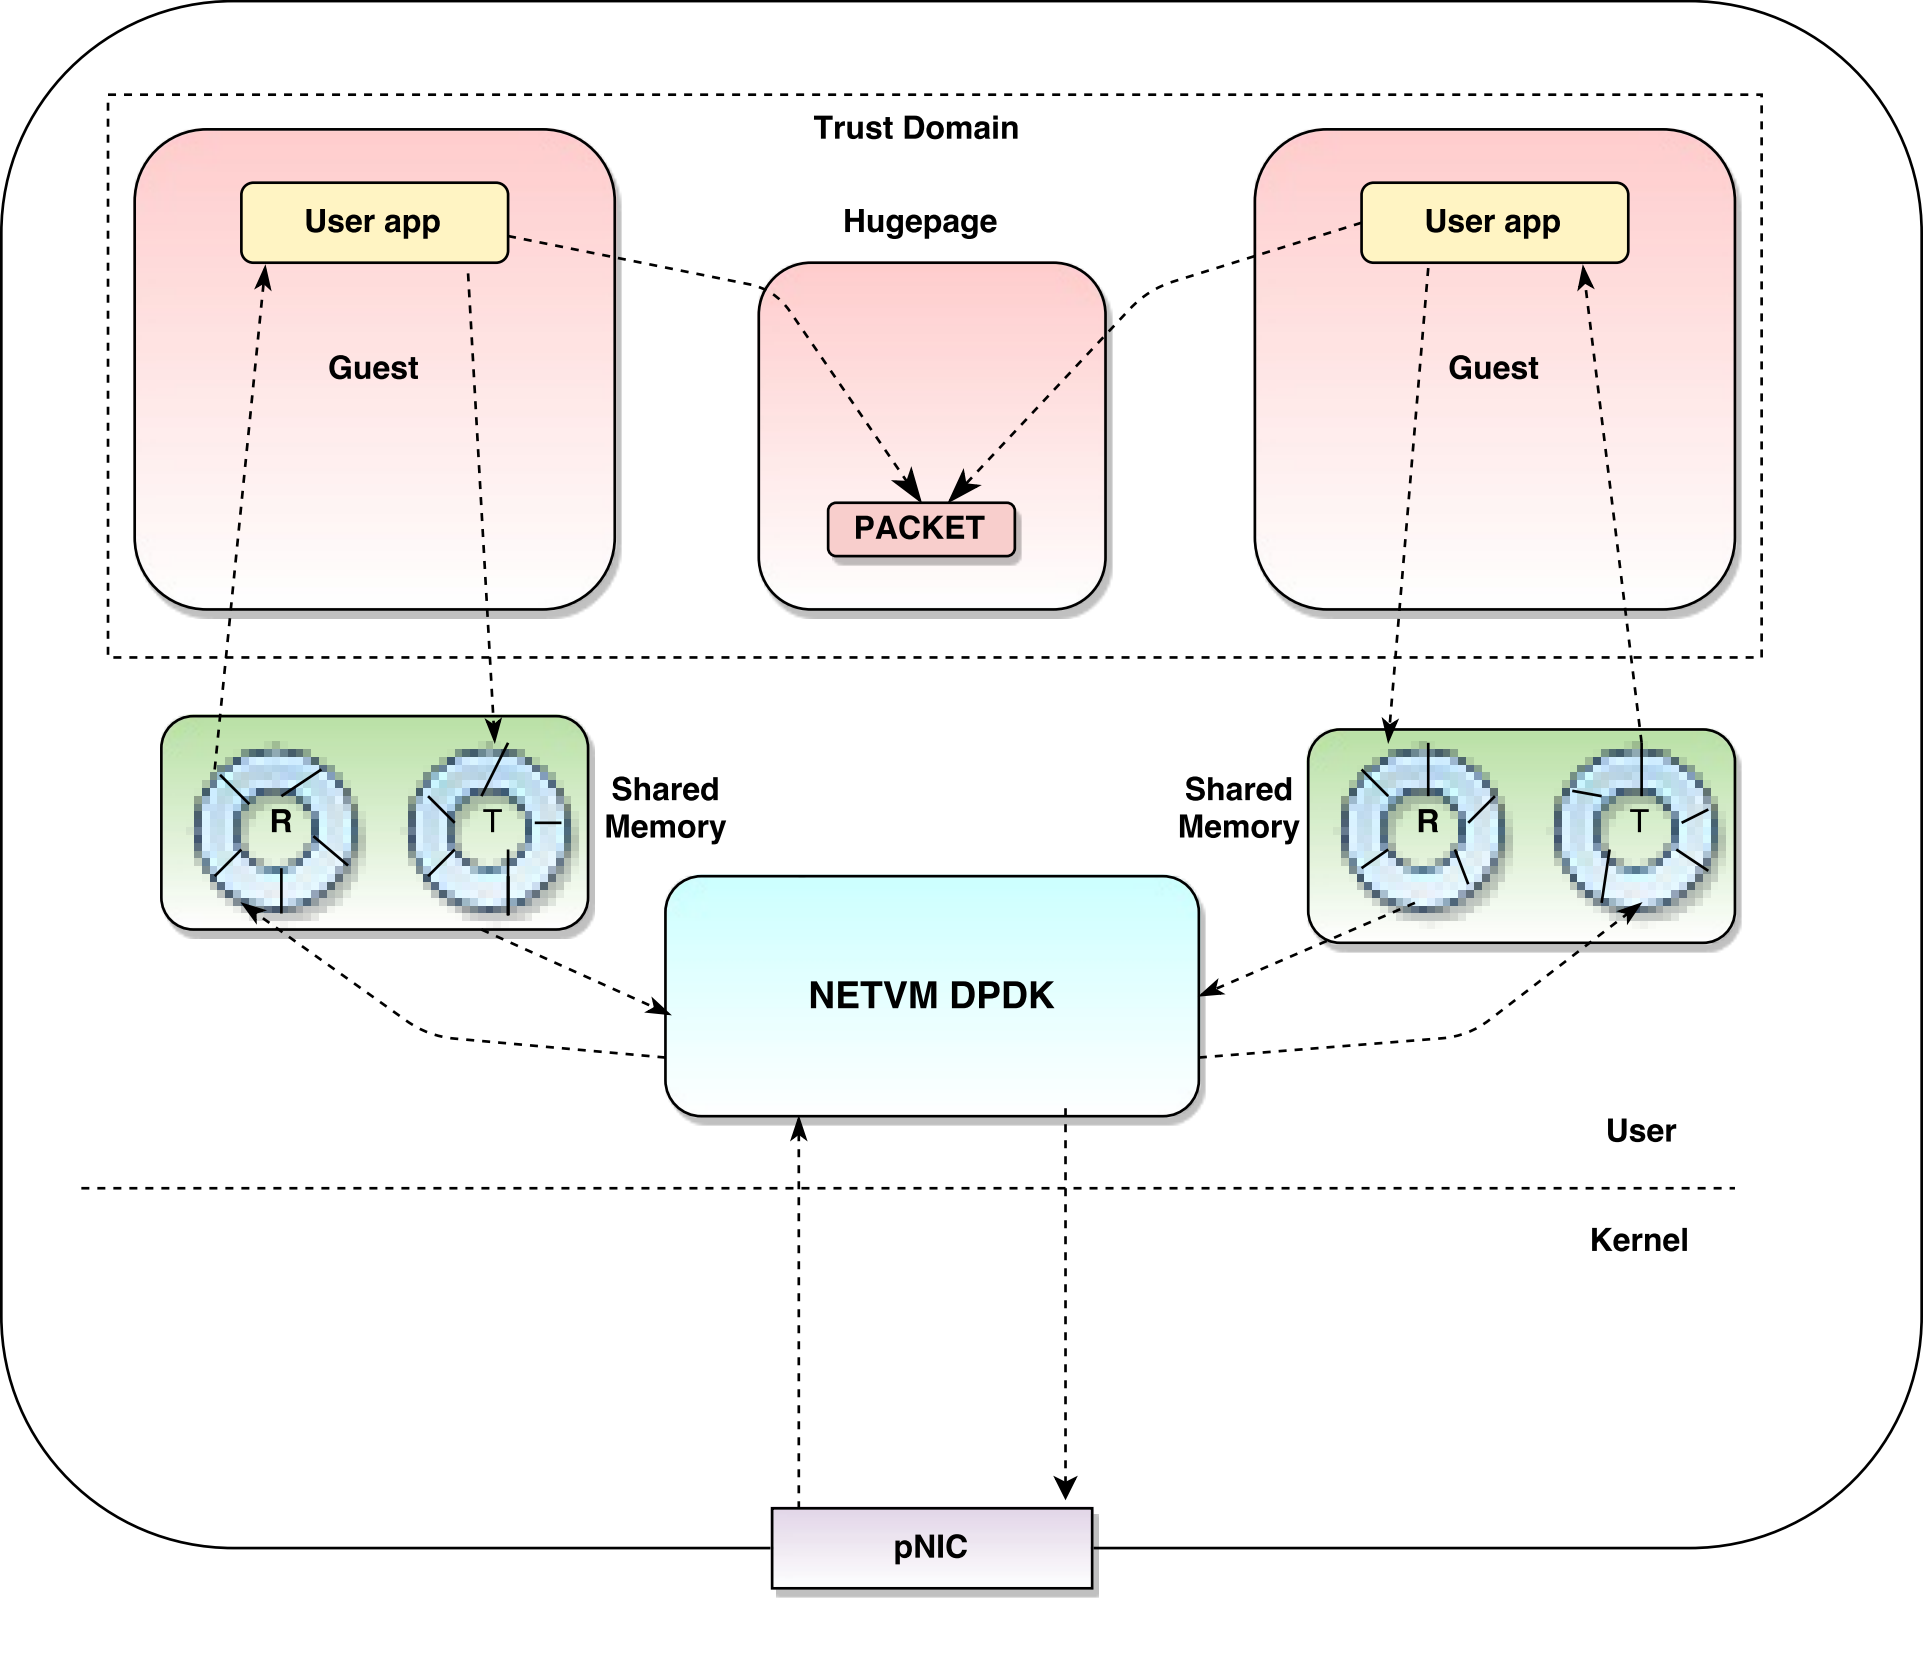 Trust Domain
User app
Hugepage
User app
Guest
Guest
PACKET
Shared
Memory
Shared
Memory
R
T
R
T
NETVM DPDK
User
Kernel
pNIC